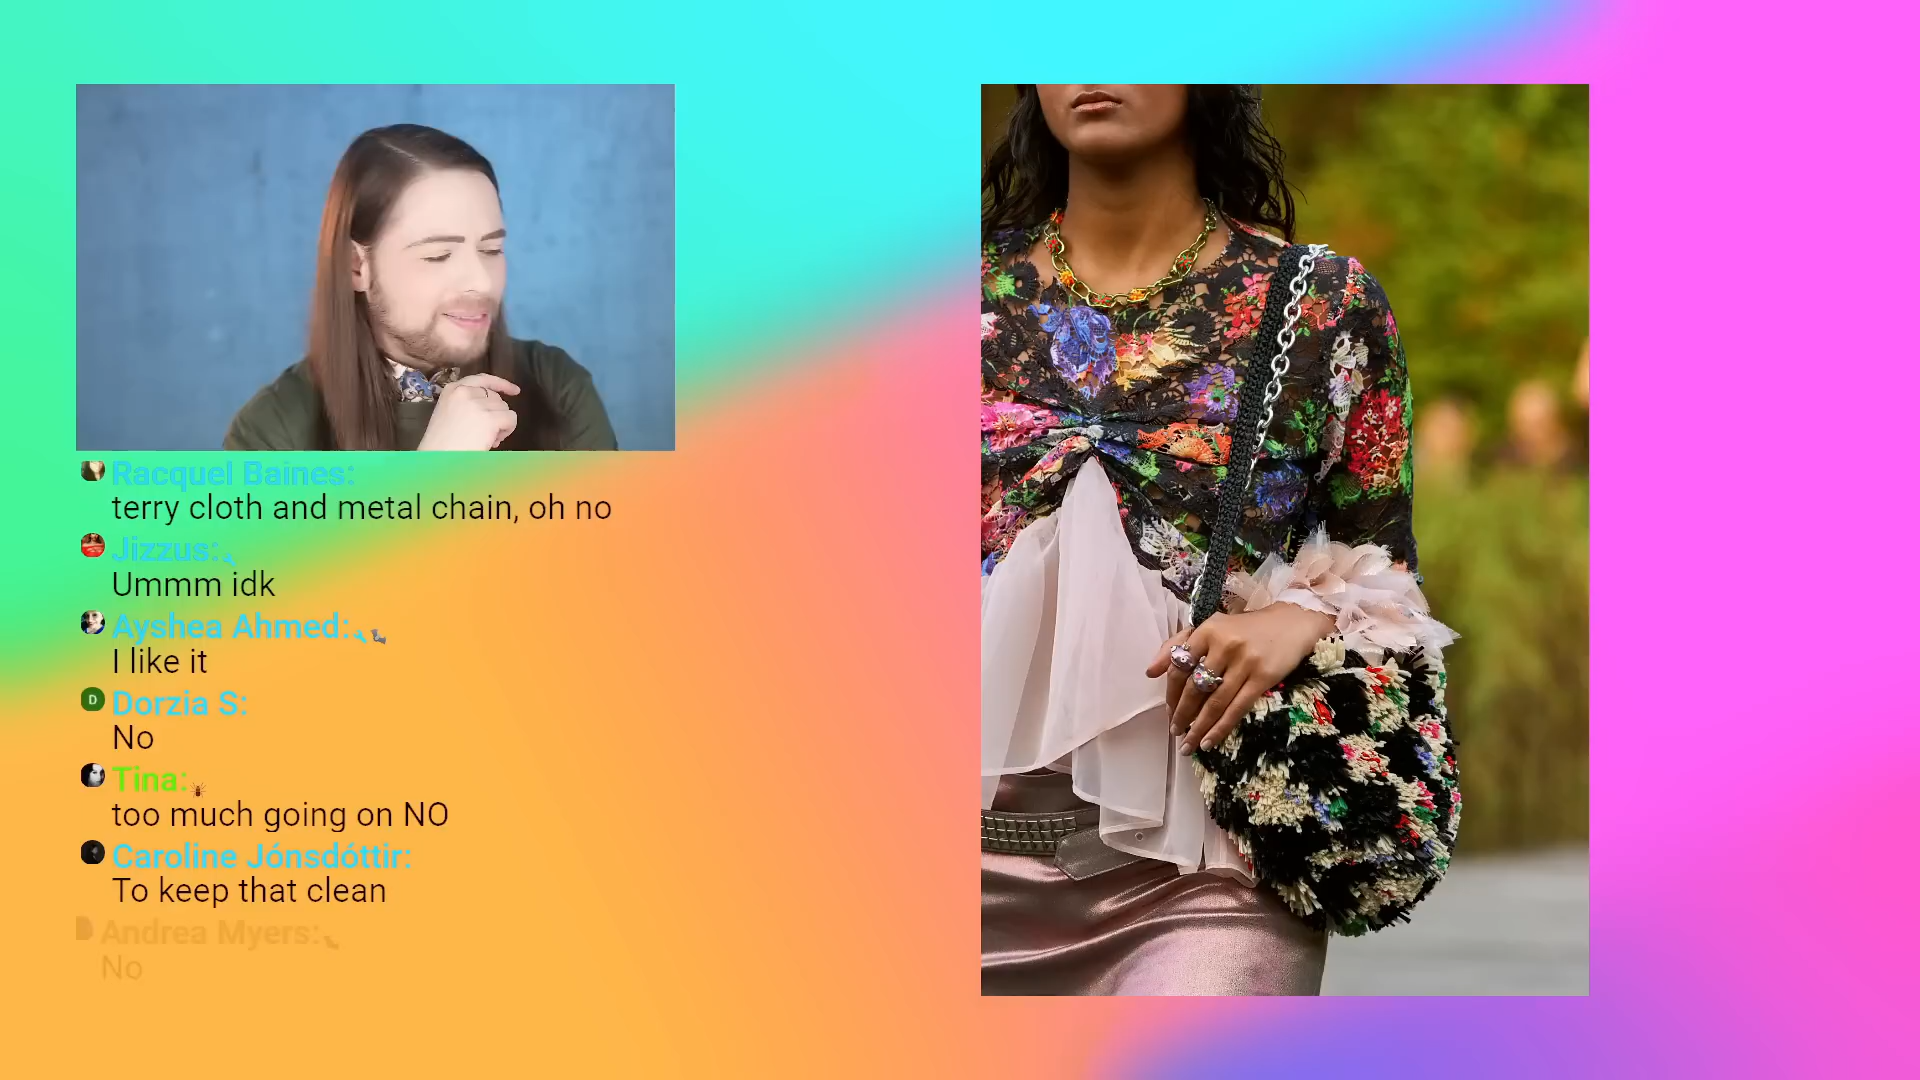 Racquel Baines:
terry cloth and metal chain, oh no
Jizzus:
Ummm idk
Ayshea Ahmed:
I like it
D
Dorzia S:
No
Tina:
too much going on NO
Caroline Jónsdóttir:
To keep that clean
Andrea Myers:
No